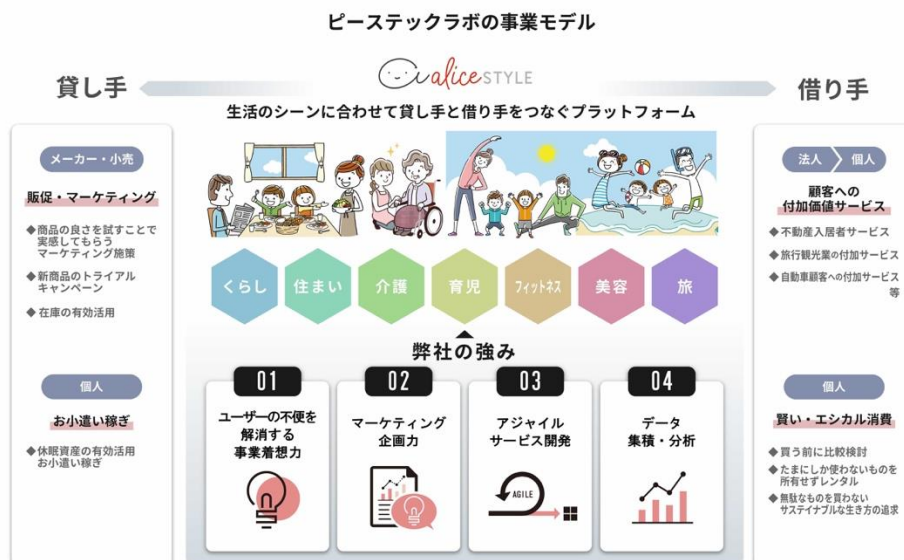 ピーステックラボの事業モデル
alice STYLE
貸し手
借り手
生活のシーンに合わせて貸し手と借り手をつなぐプラットフォーム
メーカー・小売
販促・マーケティング
◆商品の良さを試すことで
実感してもらう
マーケティング施策
◆新商品のトライアル
キャンペーン
◆在庫の有効活用
個人
お小遣い稼ぎ
◆休眠資産の有効活用
お小遣い稼ぎ
くらし
住まい
介護
育児
フィットネス
美容
旅
弊社の強み
01
ユーザーの不便を
解消する
事業着想力
02
マーケティング
企画力
03
アジャイル
サービス開発
AGILE
04
データ
集積・分析
法人
個人
顧客への
付加価値サービス
◆不動産入居者サービス
◆旅行観光業の付加サービス
◆自動車顧客への付加サービス
等
個人
賢い・エシカル消費
◆買う前に比較検討
◆たまにしか使わないものを
所有せずレンタル
◆無駄なものを買わない
サステイナブルな生き方の追求